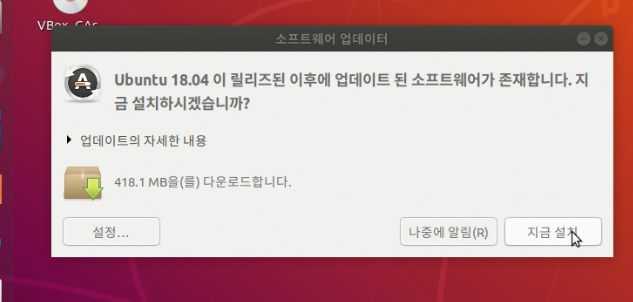 소프트웨어 업데이터
Ubuntu 18.04 이 릴리즈된 이후에 업데이트 된 소프트웨어가 존재합니다. 지
금 설치하시겠습니까?
업데이트의 자세한 내용
418.1 MB을(를) 다운로드합니다.
설정...
나중에 알림(R)
지금 설치